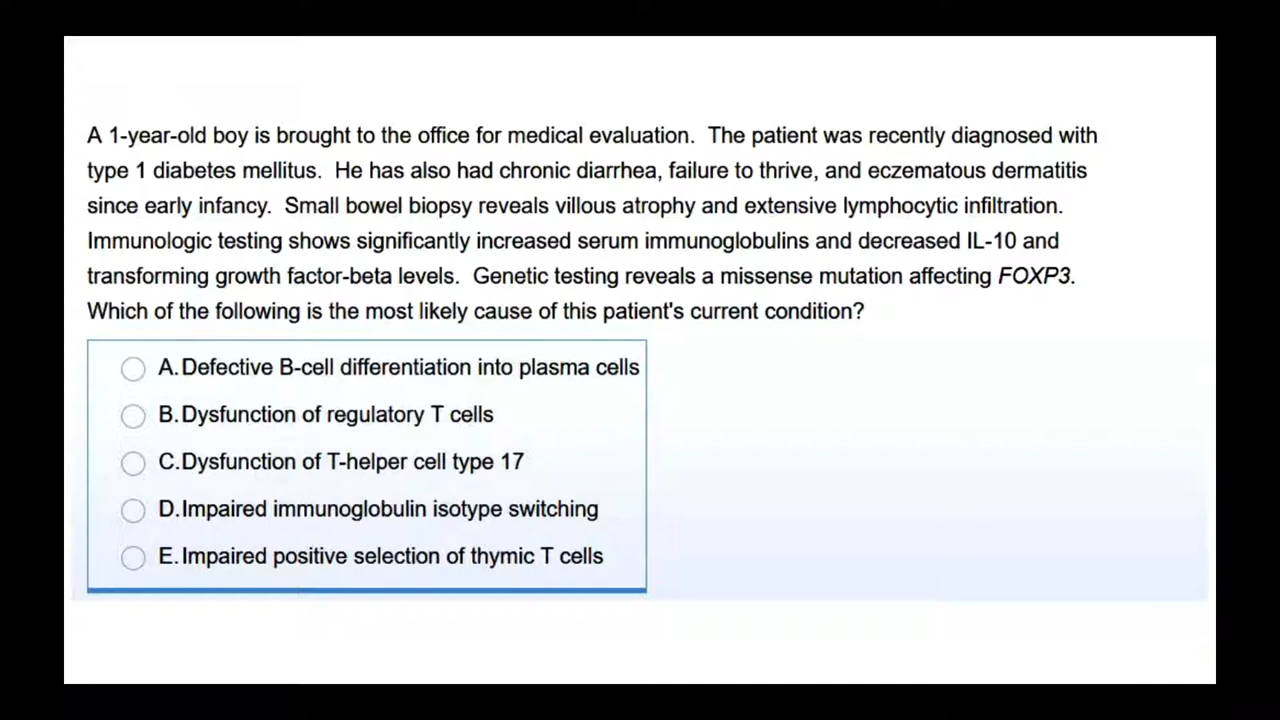 A 1-year-old boy is brought to the office for medical evaluation. The patient was recently diagnosed with
type 1 diabetes mellitus. He has also had chronic diarrhea, failure to thrive, and eczematous dermatitis
since early infancy. Small bowel biopsy reveals villous atrophy and extensive lymphocytic infiltration.
Immunologic testing shows significantly increased serum immunoglobulins and decreased IL-10 and
transforming growth factor-beta levels. Genetic testing reveals a missense mutation affecting FOXP3.
Which of the following is the most likely cause of this patient's current condition?
A. Defective B-cell differentiation into plasma cells
B. Dysfunction of regulatory T cells
C. Dysfunction of T-helper cell type 17
D. Impaired immunoglobulin isotype switching
E. Impaired positive selection of thymic T cells